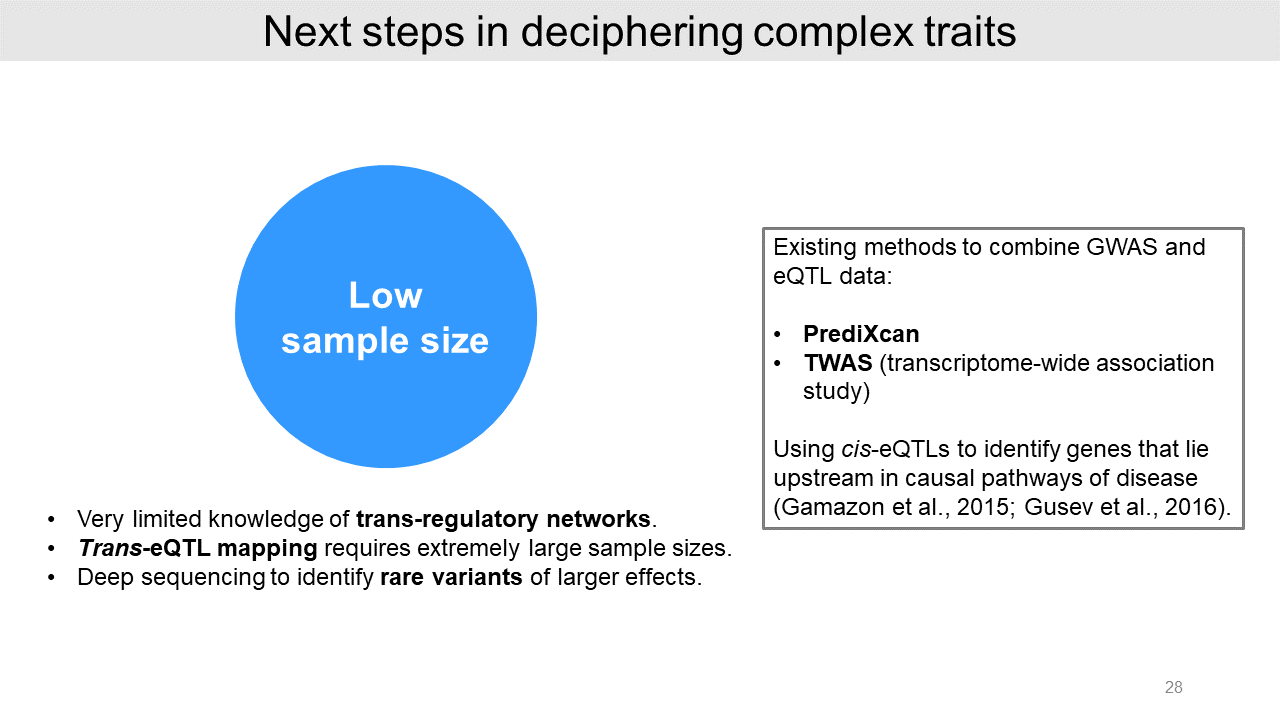 Next steps in deciphering complex traits
Low
sample size
• Very limited knowledge of trans-regulatory networks.
• Trans-eQTL mapping requires extremely large sample sizes.
• Deep sequencing to identify rare variants of larger effects.
Existing methods to combine GWAS and
eQTL data:
• PrediXcan
• TWAS (transcriptome-wide association
study)
Using cis-eQTLs to identify genes that lie
upstream in causal pathways of disease
(Gamazon et al., 2015; Gusev et al., 2016).
28